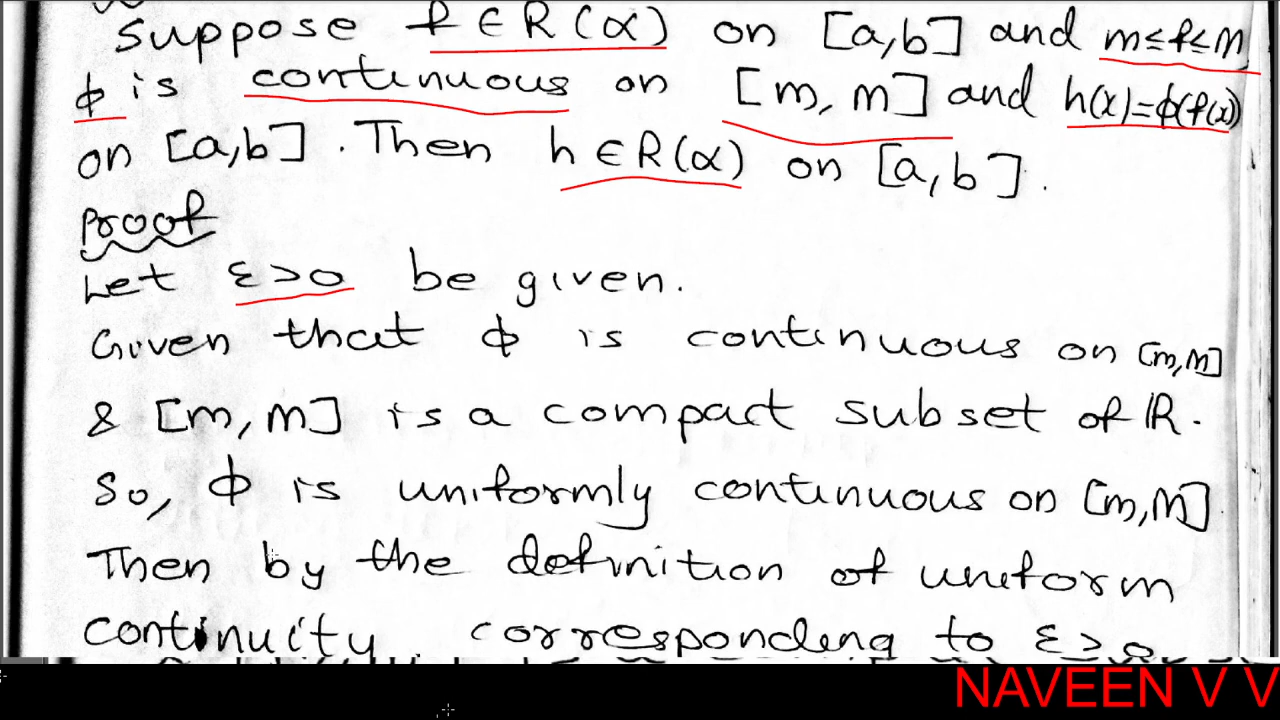 Suppose f ∈ R(α) on [a,b] and m≤f≤M
ϕ is continuous on [m, M] and h(x)=ϕ(f(x))
on [a,b]. Then h ∈ R(α) on [a,b].
Proof
Let ε>0 be given.
Given that ϕ is continuous on [m,M]
& [m, M] is a compact subset of ℝ.
So, ϕ is uniformly continuous on [m,M]
Then by the definition of uniform
continuity corresponding to ε>0
NAVEEN V V